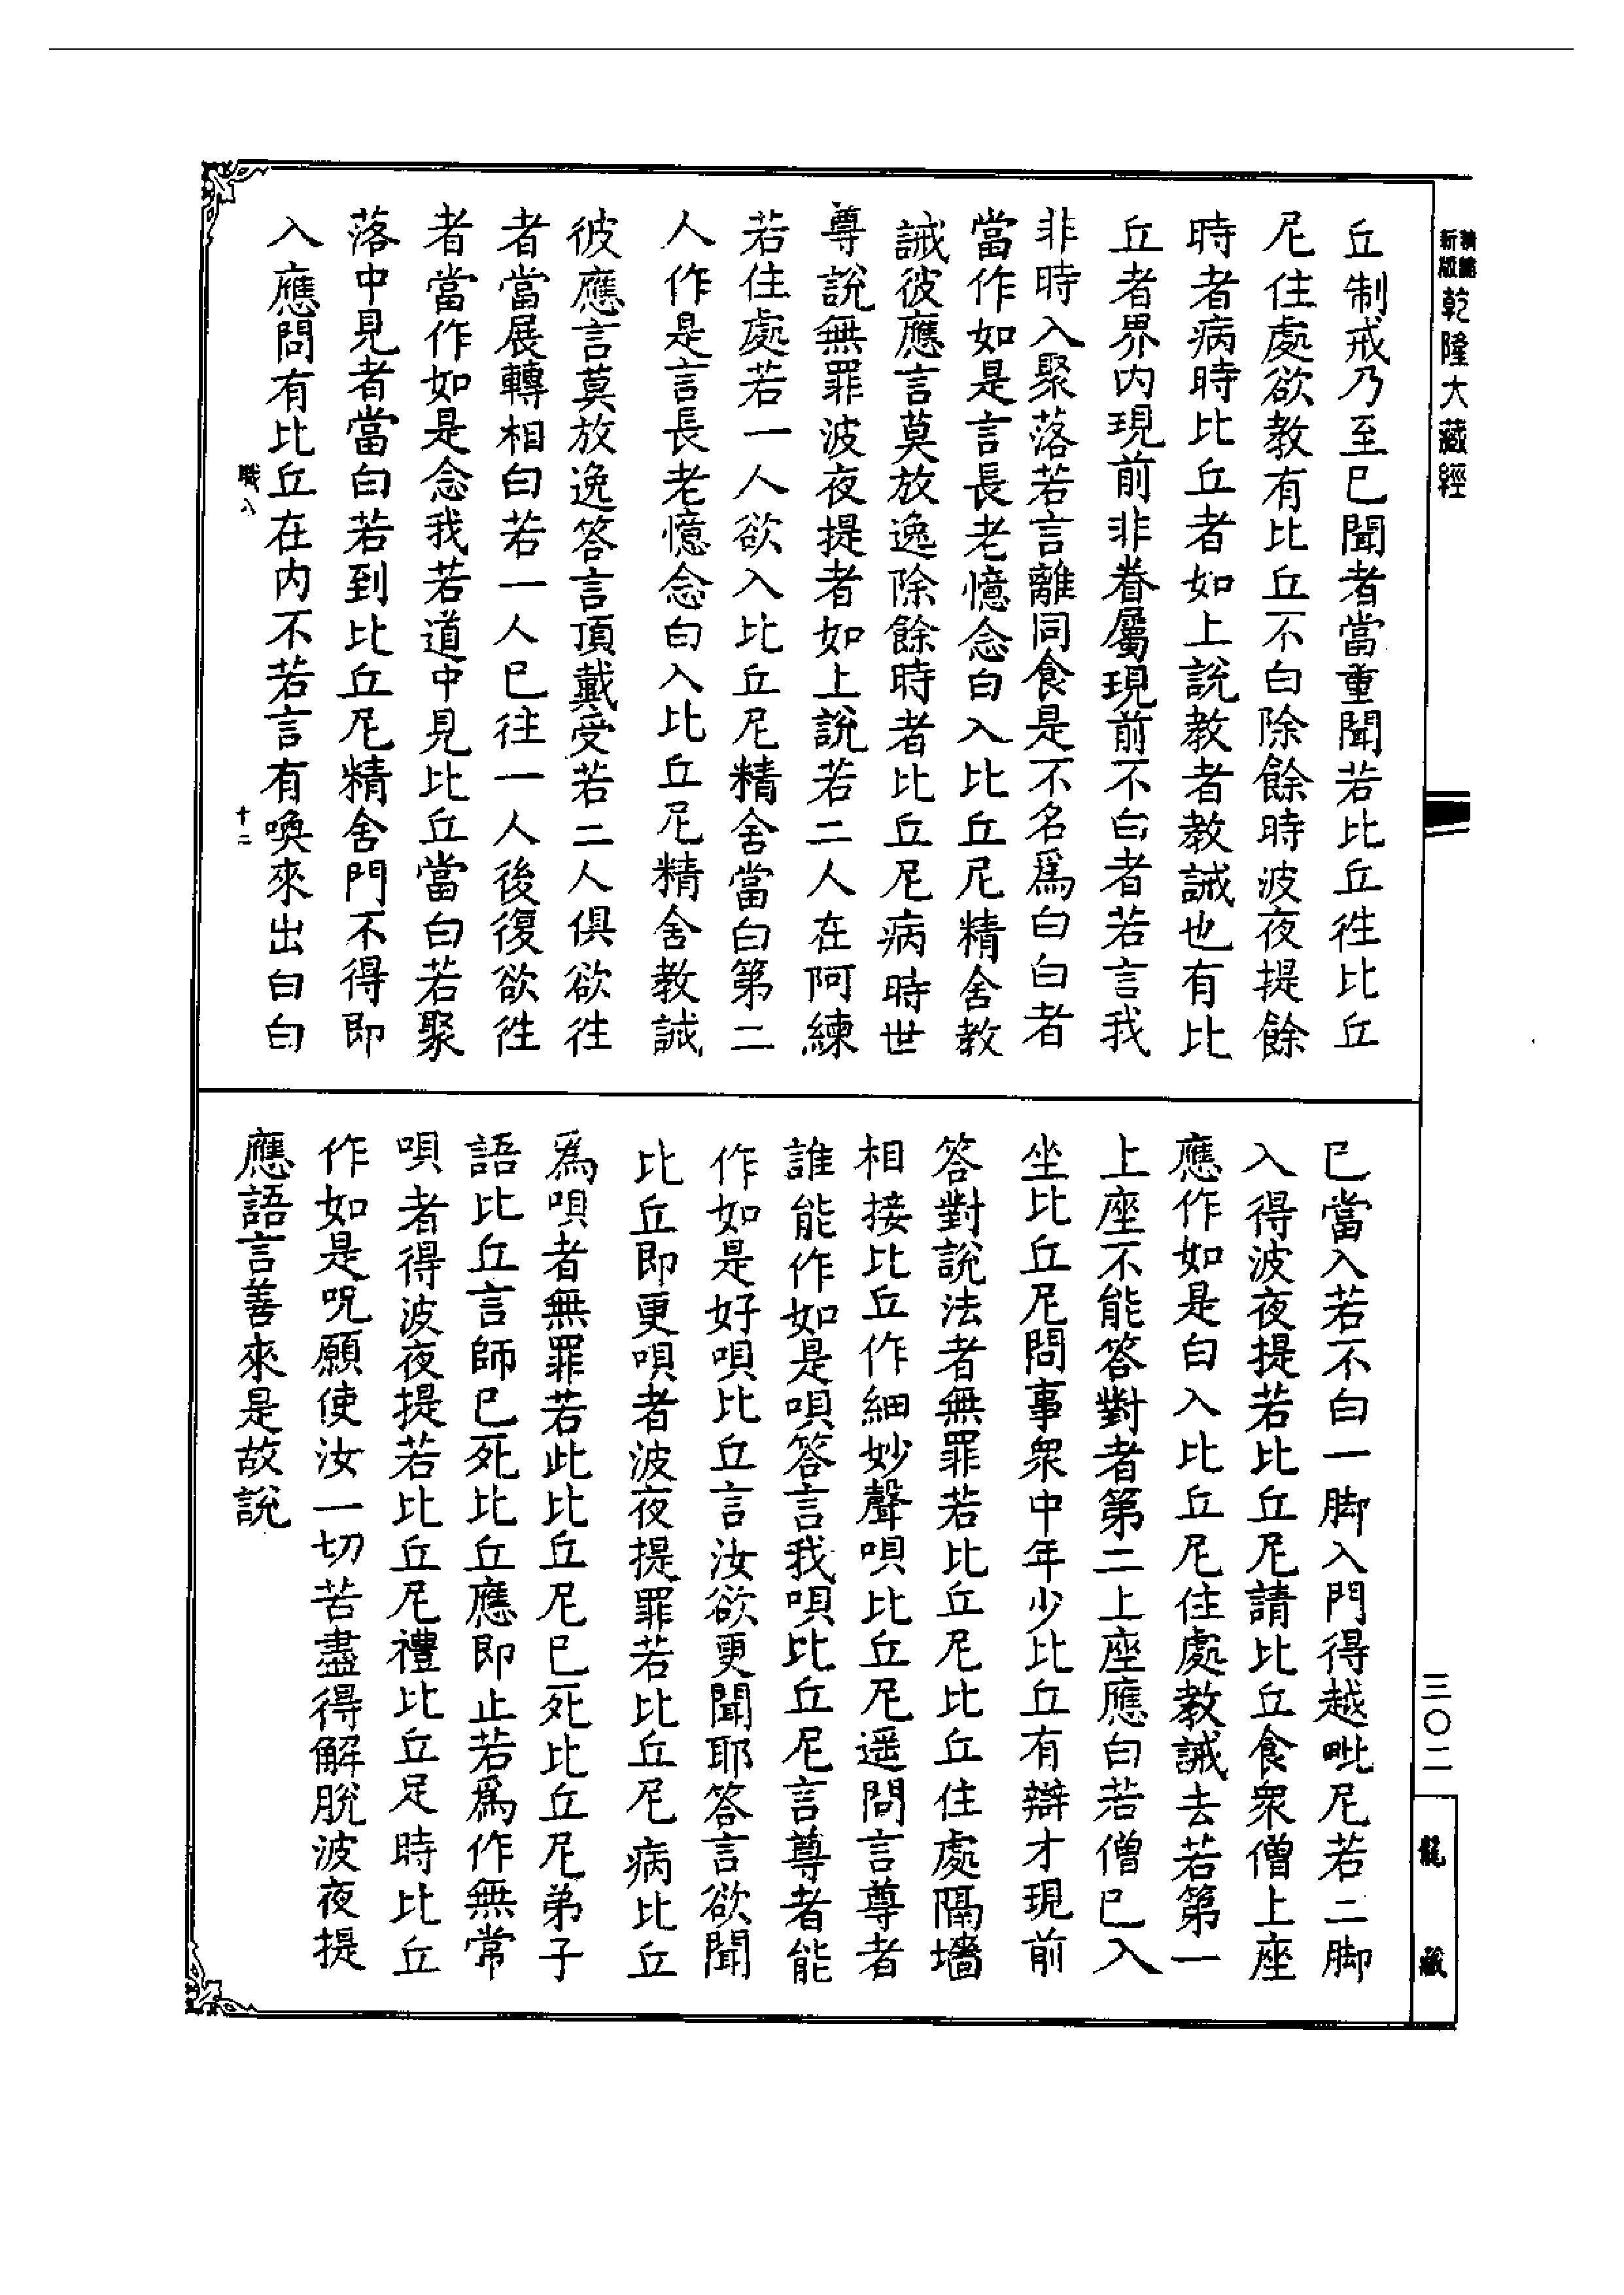 新編
新版
乾隆大藏經
丘制戒乃至已聞者當重聞若比丘徃比丘
尼住處欲教有比丘不白除餘時波夜提餘
時者病時比丘者如上說教者教誡也有比
丘者界内現前非眷屬現前不白者若言我
非時入聚落若言離同食是不名爲白白者
當作如是言長老憶念白入比丘尼精舍教
誡彼應言莫放逸除餘時者比丘尼病時世
尊說無罪波夜提者如上說若二人在阿練
若住處若一人欲入比丘尼精舍當白第二
人作是言長老憶念白入比丘尼精舍教誡
彼應言莫放逸答言頂戴受若二人俱欲往
者當展轉相白若一人已往一人後復欲徃
者當作如是念我若道中見比丘當白若聚
落中見者當白若到比丘尼精舍門不得即
入應問有比丘在内不若言有喚來出白白
職八
十二
已當入若不白一脚入門得越毗尼若二脚
入得波夜提若比丘尼請比丘食衆僧上座
應作如是白入比丘尼住處教誡去若第一
上座不能答對者第二上座應白若僧已入
坐比丘尼問事衆中年少比丘有辯才現前
答對說法者無罪若比丘尼比丘住處隔墻
相接比丘作細妙聲唄比丘尼遥問言尊者
誰能作如是唄答言我唄比丘尼言尊者能
作如是好唄比丘言汝欲更聞耶答言欲聞
比丘即更唄者波夜提罪若比丘尼病比丘
爲唄者無罪若此比丘尼已死比丘尼弟子
語比丘言師已死比丘應即止若爲作無常
唄者得波夜提若比丘尼禮比丘足時比丘
作如是呪願使汝一切苦盡得解脫波夜提
應語言善來是故說
三〇二
龍藏